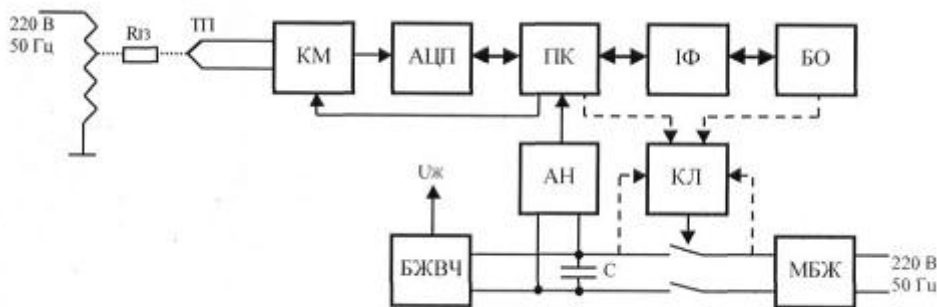 220 В
50 Гц
Rіз
ТП
КМ
АЦП
ПК
ІФ
БО
Uж
АН
КЛ
БЖВЧ
С
МБЖ
220 В
50 Гц